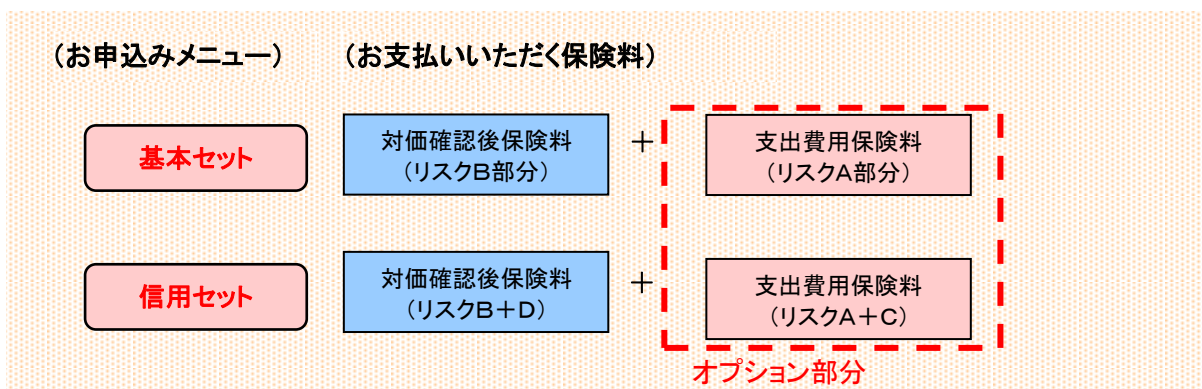 （お申込みメニュー）　（お支払いいただく保険料）
基本セット
対価確認後保険料
（リスクB部分）
＋
支出費用保険料
（リスクA部分）
信用セット
対価確認後保険料
（リスクB＋D）
＋
支出費用保険料
（リスクA＋C）
オプション部分